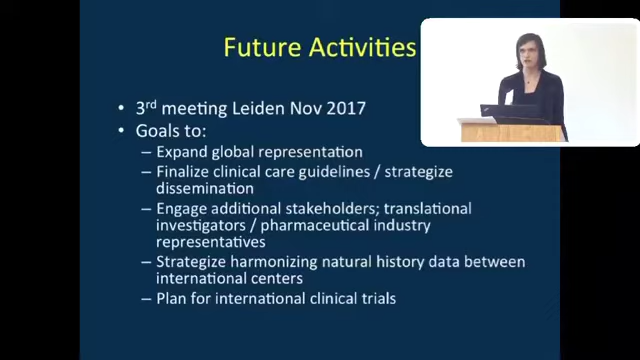 Future Activities
• 3rd meeting Leiden Nov 2017
• Goals to:
– Expand global representation
– Finalize clinical care guidelines / strategize
dissemination
– Engage additional stakeholders; translational
investigators / pharmaceutical industry
representatives
– Strategize harmonizing natural history data between
international centers
– Plan for international clinical trials